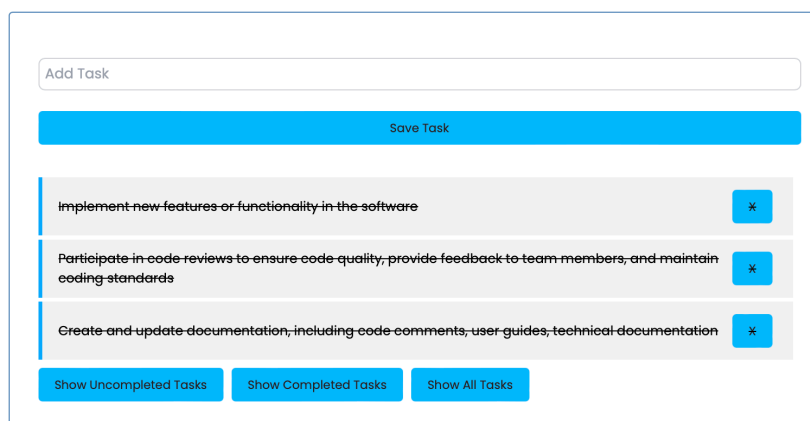 Add Task
Save Task
Implement new features or functionality in the software
X
Participate in code reviews to ensure code quality, provide feedback to team members, and maintain
coding standards
X
Create and update documentation, including code comments, user guides, technical documentation
X
Show Uncompleted Tasks
Show Completed Tasks
Show All Tasks